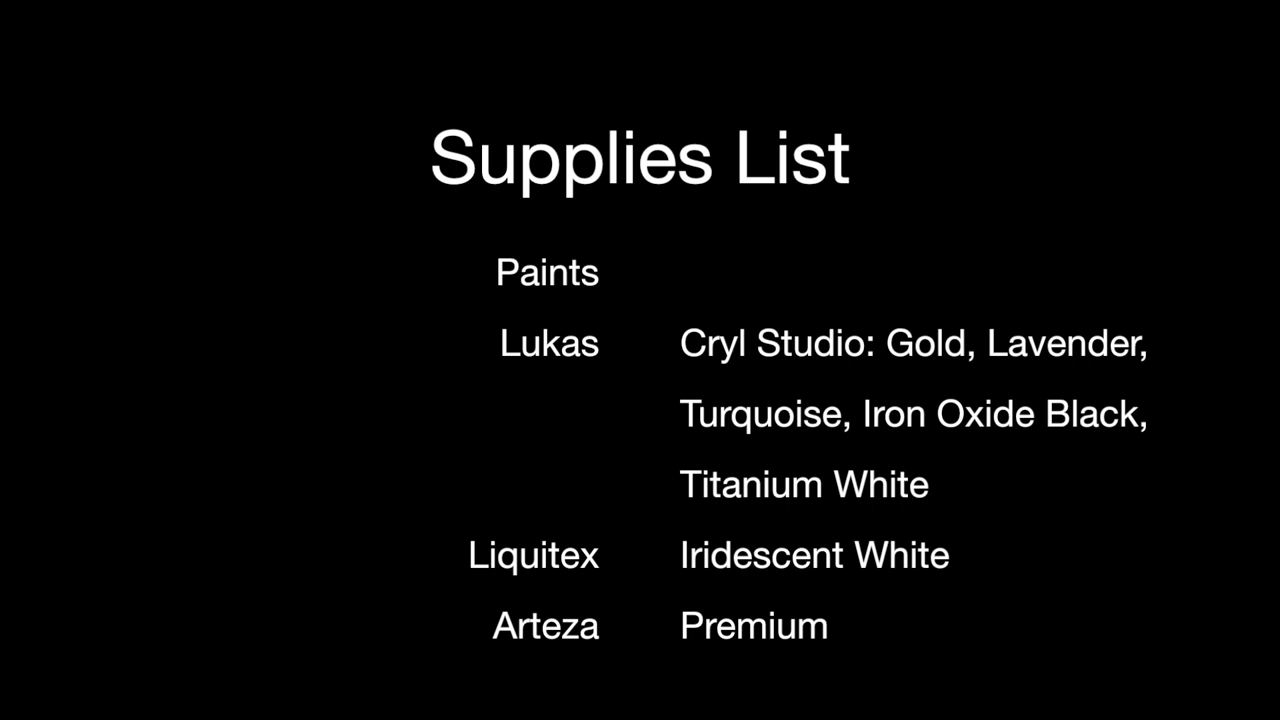 Supplies List
Paints
Lukas Cryl Studio: Gold, Lavender,
Turquoise, Iron Oxide Black,
Titanium White
Liquitex Iridescent White
Arteza Premium